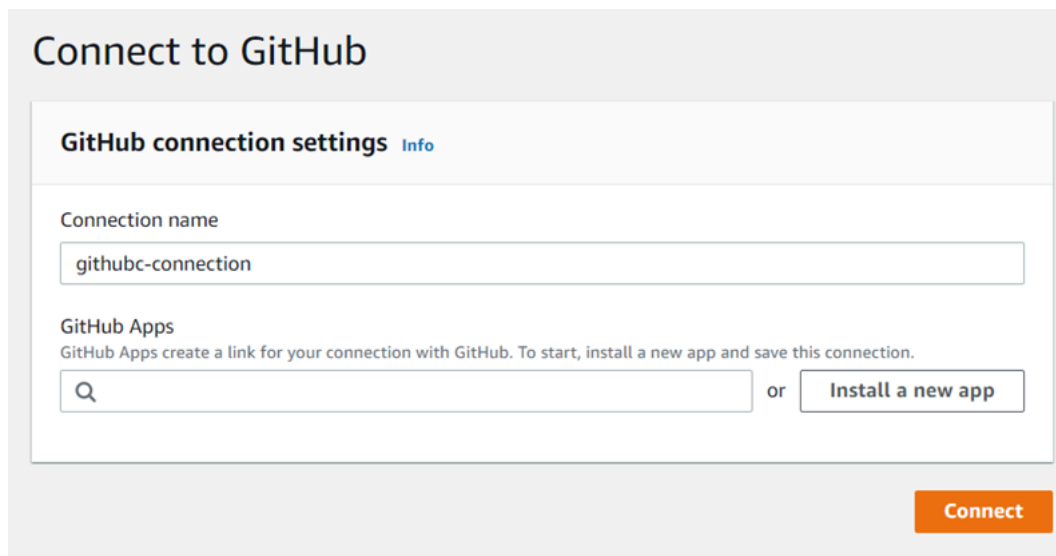 Connect to GitHub
GitHub connection settings Info
Connection name
githubc-connection
GitHub Apps
GitHub Apps create a link for your connection with GitHub. To start, install a new app and save this connection.
or Install a new app
Connect